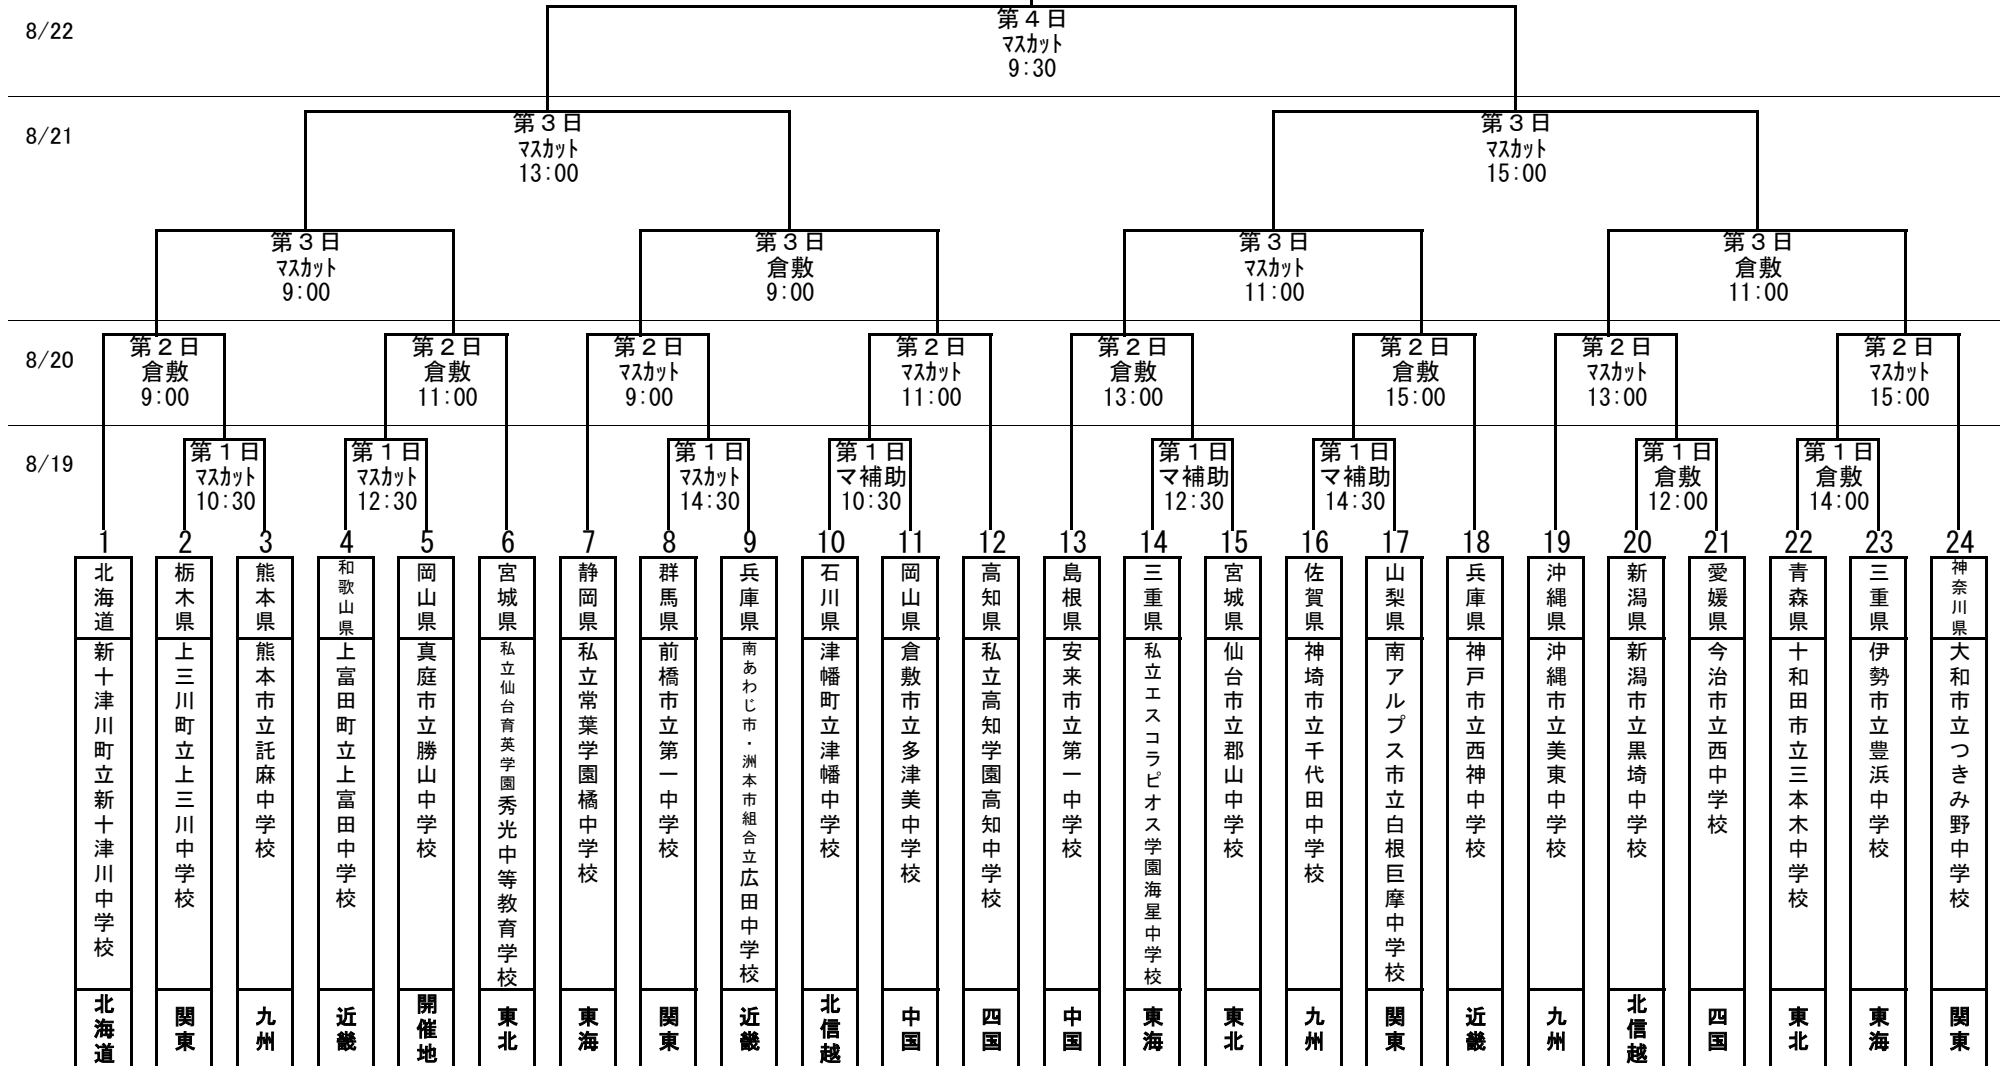 8/22
第４日
ﾏｽｶｯﾄ
9:30
8/21
第３日
ﾏｽｶｯﾄ
13:00
第３日
ﾏｽｶｯﾄ
15:00
第３日
ﾏｽｶｯﾄ
9:00
第３日
倉敷
9:00
第３日
ﾏｽｶｯﾄ
11:00
第３日
倉敷
11:00
8/20
第２日
倉敷
9:00
第２日
倉敷
11:00
第２日
ﾏｽｶｯﾄ
9:00
第２日
ﾏｽｶｯﾄ
11:00
第２日
倉敷
13:00
第２日
倉敷
15:00
第２日
ﾏｽｶｯﾄ
13:00
第２日
ﾏｽｶｯﾄ
15:00
8/19
第１日
ﾏｽｶｯﾄ
10:30
第１日
ﾏｽｶｯﾄ
12:30
第１日
ﾏｽｶｯﾄ
14:30
第１日
マ補助
10:30
第１日
マ補助
12:30
第１日
マ補助
14:30
第１日
倉敷
12:00
第１日
倉敷
14:00
1
北海道
新十津川町立新十津川中学校
北海道
2
栃木県
上三川町立上三川中学校
関東
3
熊本県
熊本市立託麻中学校
九州
4
和歌山県
上富田町立上富田中学校
近畿
5
岡山県
真庭市立勝山中学校
開催地
6
宮城県
私立仙台育英学園秀光中等教育学校
東北
7
静岡県
私立常葉学園橘中学校
東海
8
群馬県
前橋市立第一中学校
関東
9
兵庫県
南あわじ市・洲本市組合立広田中学校
近畿
10
石川県
津幡町立津幡中学校
北信越
11
岡山県
倉敷市立多津美中学校
中国
12
高知県
私立高知学園高知中学校
四国
13
島根県
安来市立第一中学校
中国
14
三重県
私立エスコラピオス学園海星中学校
東海
15
宮城県
仙台市立郡山中学校
東北
16
佐賀県
神埼市立千代田中学校
九州
17
山梨県
南アルプス市立白根巨摩中学校
関東
18
兵庫県
神戸市立西神中学校
近畿
19
沖縄県
沖縄市立美東中学校
九州
20
新潟県
新潟市立黒埼中学校
北信越
21
愛媛県
今治市立西中学校
四国
22
青森県
十和田市立三本木中学校
東北
23
三重県
伊勢市立豊浜中学校
東海
24
神奈川県
大和市立つきみ野中学校
関東